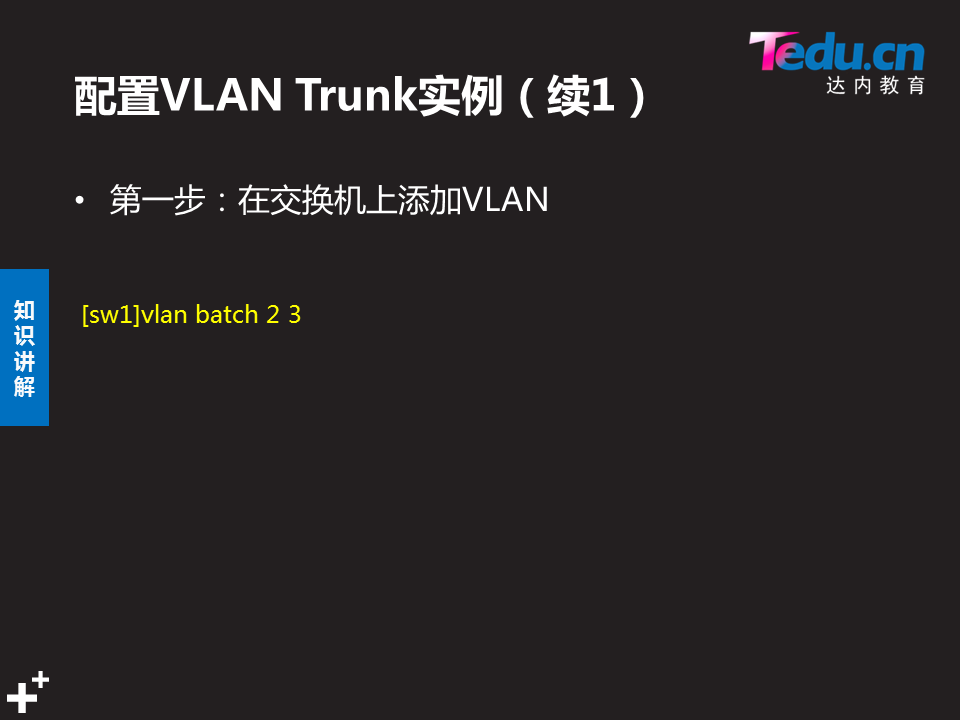 Tedu.cn
达内教育
配置VLAN Trunk实例（续1）
• 第一步：在交换机上添加VLAN
知识讲解
[sw1]vlan batch 2 3